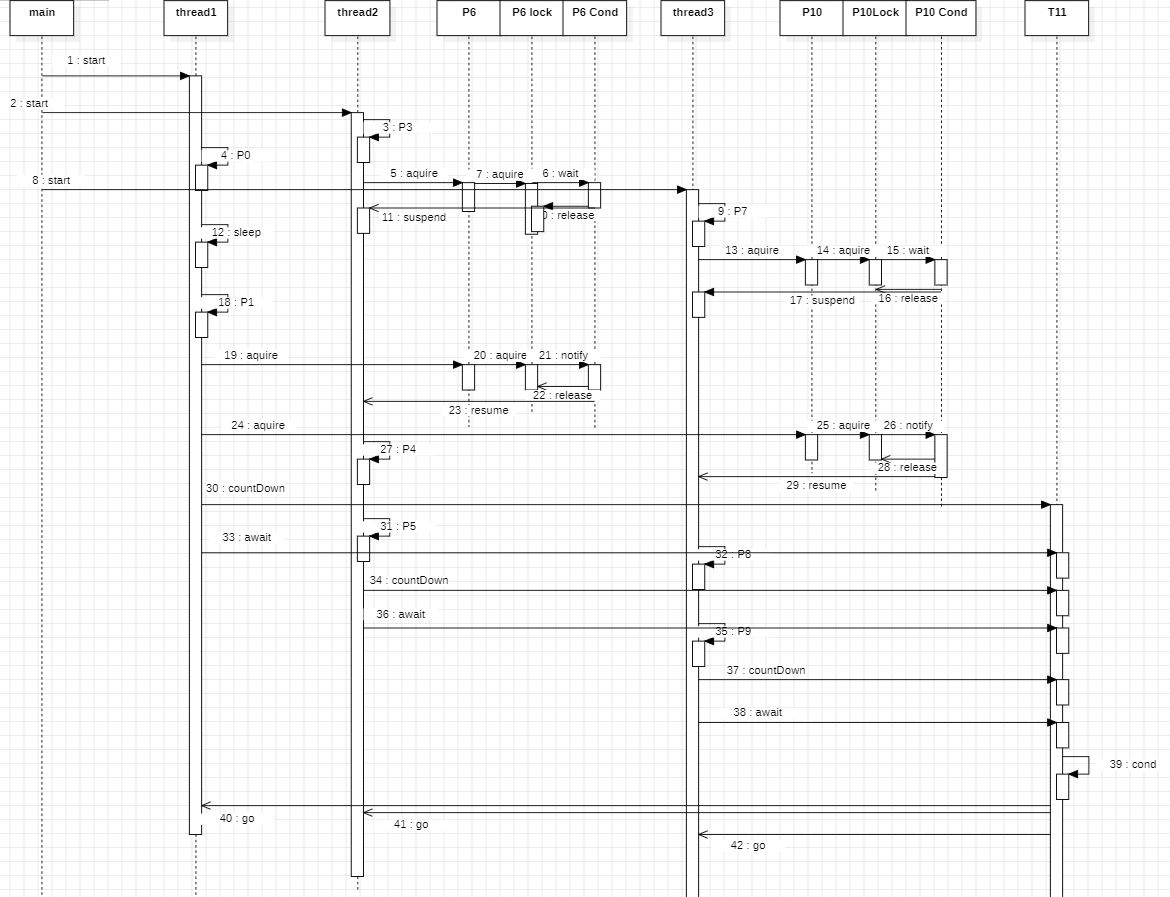 main
thread1
thread2
P6
P6 lock
P6 Cond
thread3
P10
P10Lock
P10 Cond
T11
1 : start
2 : start
3 : P3
4 : P0
5 : aquire
7 : aquire
6 : wait
8 : start
0 : release
11 : suspend
9 : P7
12 : sleep
13 : aquire
14 : aquire
15 : wait
16 : release
17 : suspend
18 : P1
19 : aquire
20 : aquire
21 : notify
22 : release
23 : resume
24 : aquire
25 : aquire
26 : notify
27 : P4
28 : release
29 : resume
30 : countDown
31 : P5
33 : await
32 : P8
34 : countDown
36 : await
35 : P9
37 : countDown
38 : await
39 : cond
40 : go
41 : go
42 : go